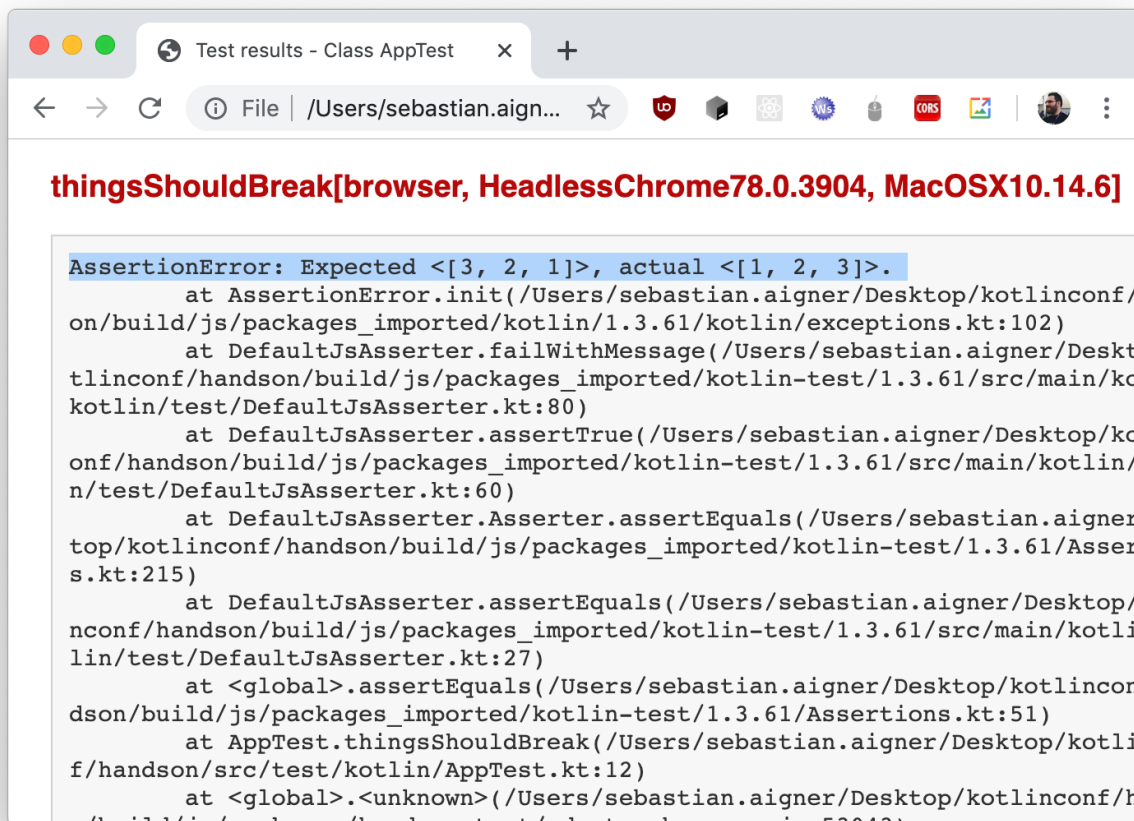 Test results - Class AppTest
File /Users/sebastian.aign...
uo
Ws
CORS
thingsShouldBreak[browser, HeadlessChrome78.0.3904, MacOSX10.14.6]
AssertionError: Expected <[3, 2, 1]>, actual <[1, 2, 3]>.
at AssertionError.init(/Users/sebastian.aigner/Desktop/kotlinconf/
on/build/js/packages_imported/kotlin/1.3.61/kotlin/exceptions.kt:102)
at DefaultJsAsserter.failWithMessage(/Users/sebastian.aigner/Deskt
tlinconf/handson/build/js/packages_imported/kotlin-test/1.3.61/src/main/ko
kotlin/test/DefaultJsAsserter.kt:80)
at DefaultJsAsserter.assertTrue(/Users/sebastian.aigner/Desktop/ko
onf/handson/build/js/packages_imported/kotlin-test/1.3.61/src/main/kotlin/
n/test/DefaultJsAsserter.kt:60)
at DefaultJsAsserter.Asserter.assertEquals(/Users/sebastian.aigner
top/kotlinconf/handson/build/js/packages_imported/kotlin-test/1.3.61/Asser
s.kt:215)
at DefaultJsAsserter.assertEquals(/Users/sebastian.aigner/Desktop/
nconf/handson/build/js/packages_imported/kotlin-test/1.3.61/src/main/kotli
lin/test/DefaultJsAsserter.kt:27)
at <global>.assertEquals(/Users/sebastian.aigner/Desktop/kotlincon
dson/build/js/packages_imported/kotlin-test/1.3.61/Assertions.kt:51)
at AppTest.thingsShouldBreak(/Users/sebastian.aigner/Desktop/kotli
f/handson/src/test/kotlin/AppTest.kt:12)
at <global>.<unknown>(/Users/sebastian.aigner/Desktop/kotlinconf/h